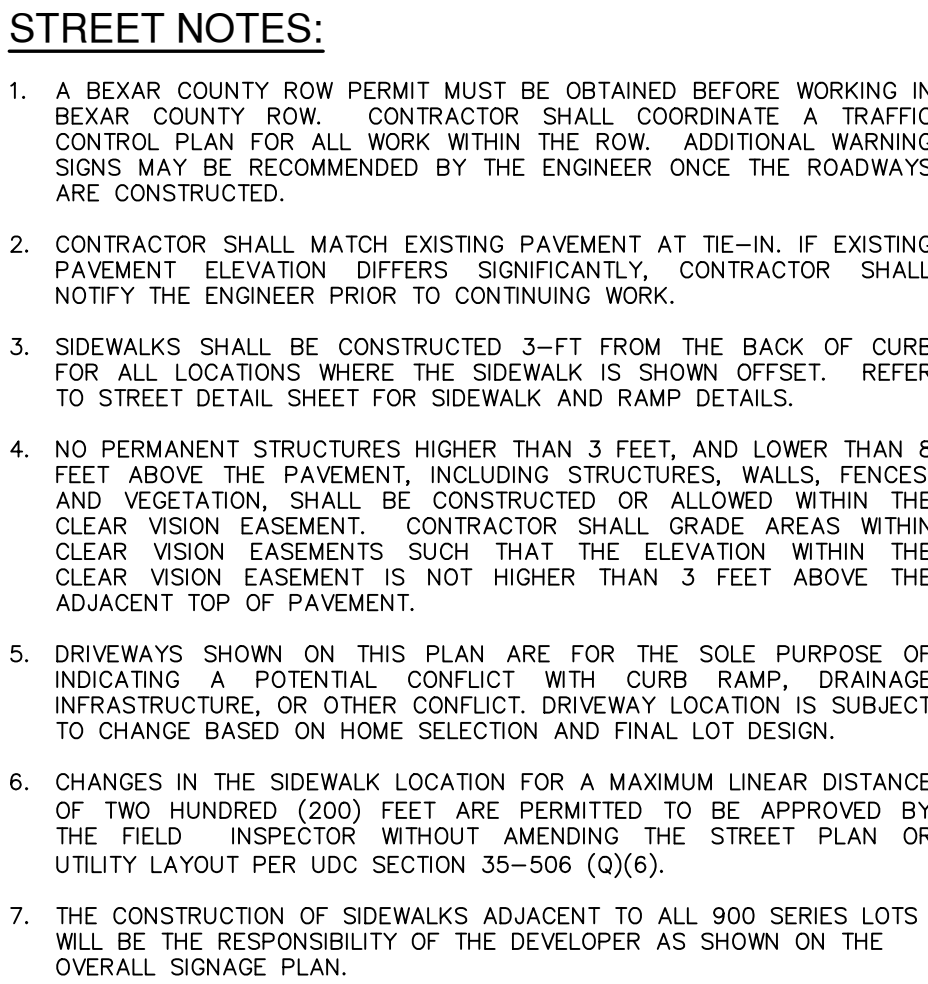 STREET NOTES:
1. A BEXAR COUNTY ROW PERMIT MUST BE OBTAINED BEFORE WORKING IN
BEXAR COUNTY ROW. CONTRACTOR SHALL COORDINATE A TRAFFIC
CONTROL PLAN FOR ALL WORK WITHIN THE ROW. ADDITIONAL WARNING
SIGNS MAY BE RECOMMENDED BY THE ENGINEER ONCE THE ROADWAYS
ARE CONSTRUCTED.
2. CONTRACTOR SHALL MATCH EXISTING PAVEMENT AT TIE–IN. IF EXISTING
PAVEMENT ELEVATION DIFFERS SIGNIFICANTLY, CONTRACTOR SHALL
NOTIFY THE ENGINEER PRIOR TO CONTINUING WORK.
3. SIDEWALKS SHALL BE CONSTRUCTED 3–FT FROM THE BACK OF CURB
FOR ALL LOCATIONS WHERE THE SIDEWALK IS SHOWN OFFSET. REFER
TO STREET DETAIL SHEET FOR SIDEWALK AND RAMP DETAILS.
4. NO PERMANENT STRUCTURES HIGHER THAN 3 FEET, AND LOWER THAN 8
FEET ABOVE THE PAVEMENT, INCLUDING STRUCTURES, WALLS, FENCES,
AND VEGETATION, SHALL BE CONSTRUCTED OR ALLOWED WITHIN THE
CLEAR VISION EASEMENT. CONTRACTOR SHALL GRADE AREAS WITHIN
CLEAR VISION EASEMENTS SUCH THAT THE ELEVATION WITHIN THE
CLEAR VISION EASEMENT IS NOT HIGHER THAN 3 FEET ABOVE THE
ADJACENT TOP OF PAVEMENT.
5. DRIVEWAYS SHOWN ON THIS PLAN ARE FOR THE SOLE PURPOSE OF
INDICATING A POTENTIAL CONFLICT WITH CURB RAMP, DRAINAGE
INFRASTRUCTURE, OR OTHER CONFLICT. DRIVEWAY LOCATION IS SUBJECT
TO CHANGE BASED ON HOME SELECTION AND FINAL LOT DESIGN.
6. CHANGES IN THE SIDEWALK LOCATION FOR A MAXIMUM LINEAR DISTANCE
OF TWO HUNDRED (200) FEET ARE PERMITTED TO BE APPROVED BY
THE FIELD INSPECTOR WITHOUT AMENDING THE STREET PLAN OR
UTILITY LAYOUT PER UDC SECTION 35–506 (Q)(6).
7. THE CONSTRUCTION OF SIDEWALKS ADJACENT TO ALL 900 SERIES LOTS
WILL BE THE RESPONSIBILITY OF THE DEVELOPER AS SHOWN ON THE
OVERALL SIGNAGE PLAN.